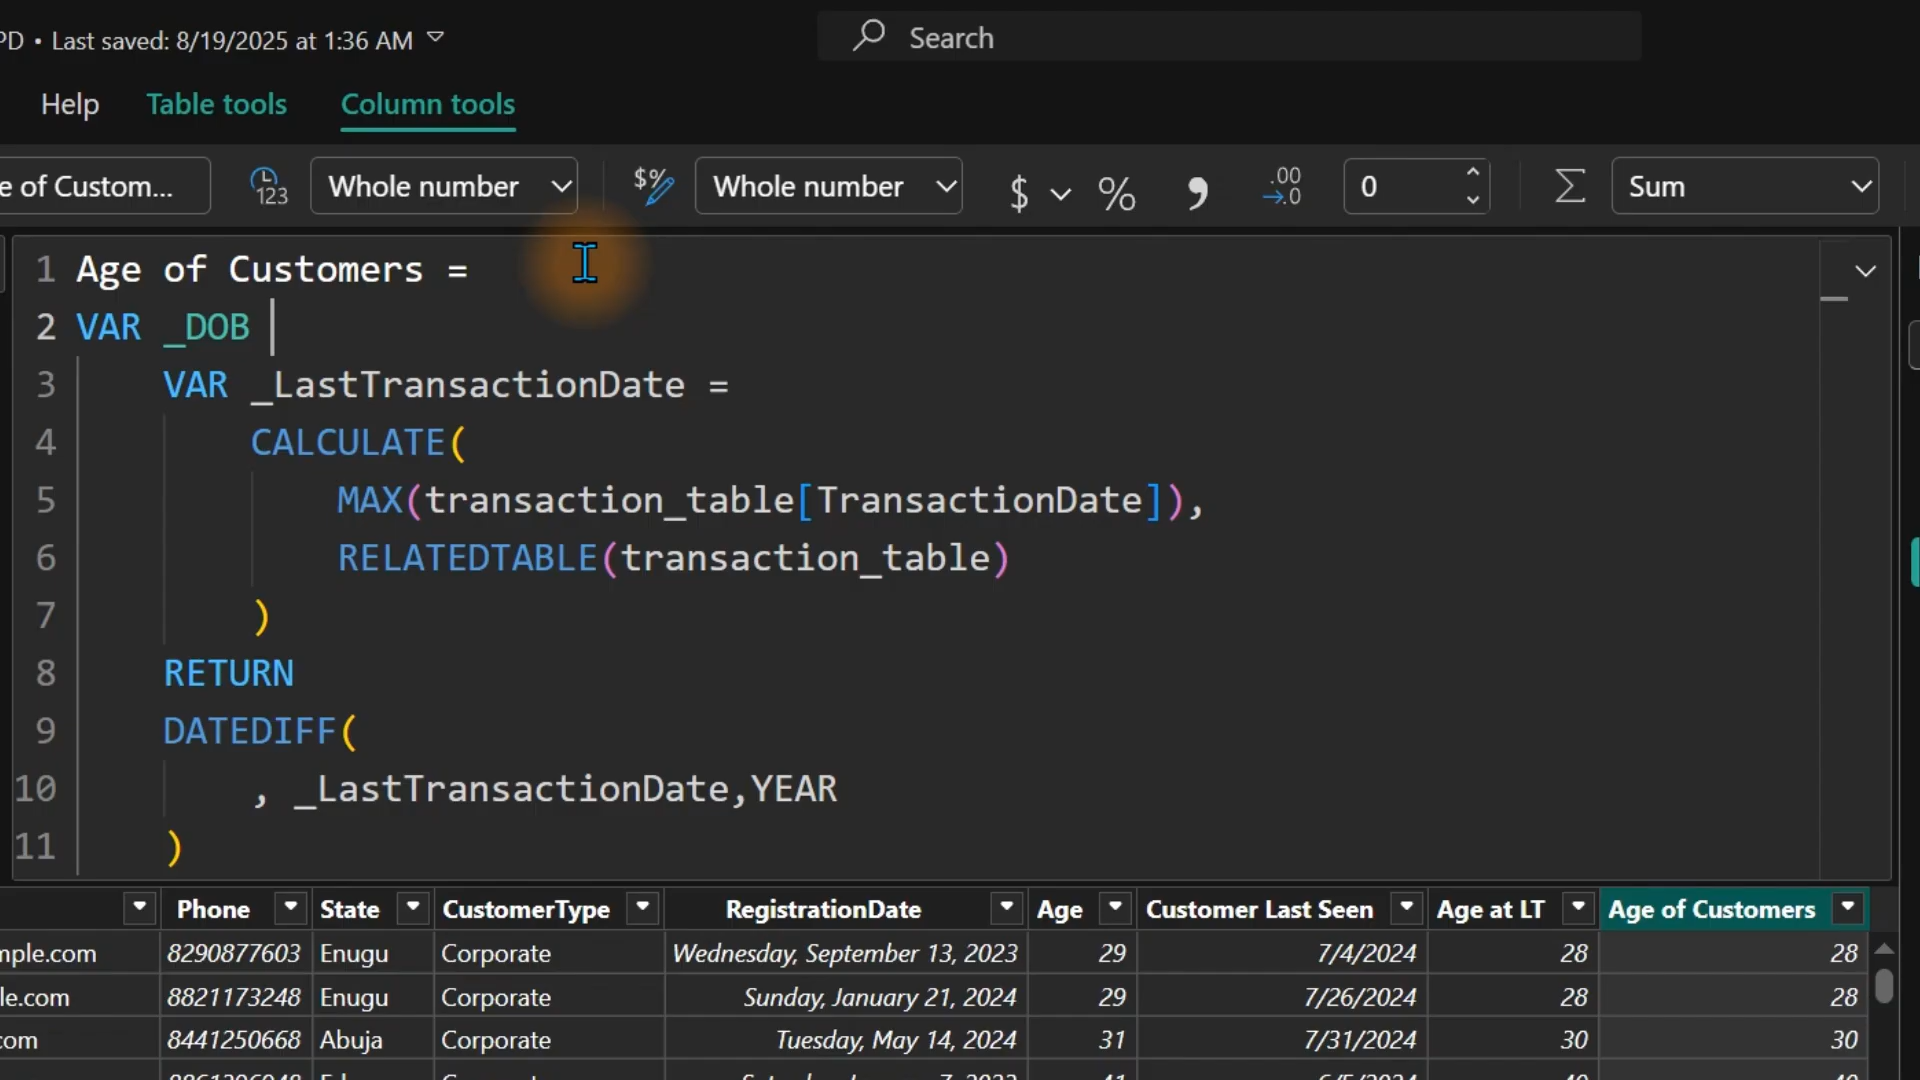 PD • Last saved: 8/19/2025 at 1:36 AM
Search
Help Table tools Column tools
e of Custom... 123 Whole number $% Whole number $ % , .00 →.0 0 Σ Sum
1 Age of Customers =
2 VAR _DOB
3 VAR _LastTransactionDate =
4 CALCULATE(
5 MAX(transaction_table[TransactionDate]),
6 RELATEDTABLE(transaction_table)
7 )
8 RETURN
9 DATEDIFF(
10 , _LastTransactionDate,YEAR
11 )
Phone State CustomerType RegistrationDate Age Customer Last Seen Age at LT Age of Customers
mple.com 8290877603 Enugu Corporate Wednesday, September 13, 2023 29 7/4/2024 28 28
le.com 8821173248 Enugu Corporate Sunday, January 21, 2024 29 7/26/2024 28 28
com 8441250668 Abuja Corporate Tuesday, May 14, 2024 31 7/31/2024 30 30